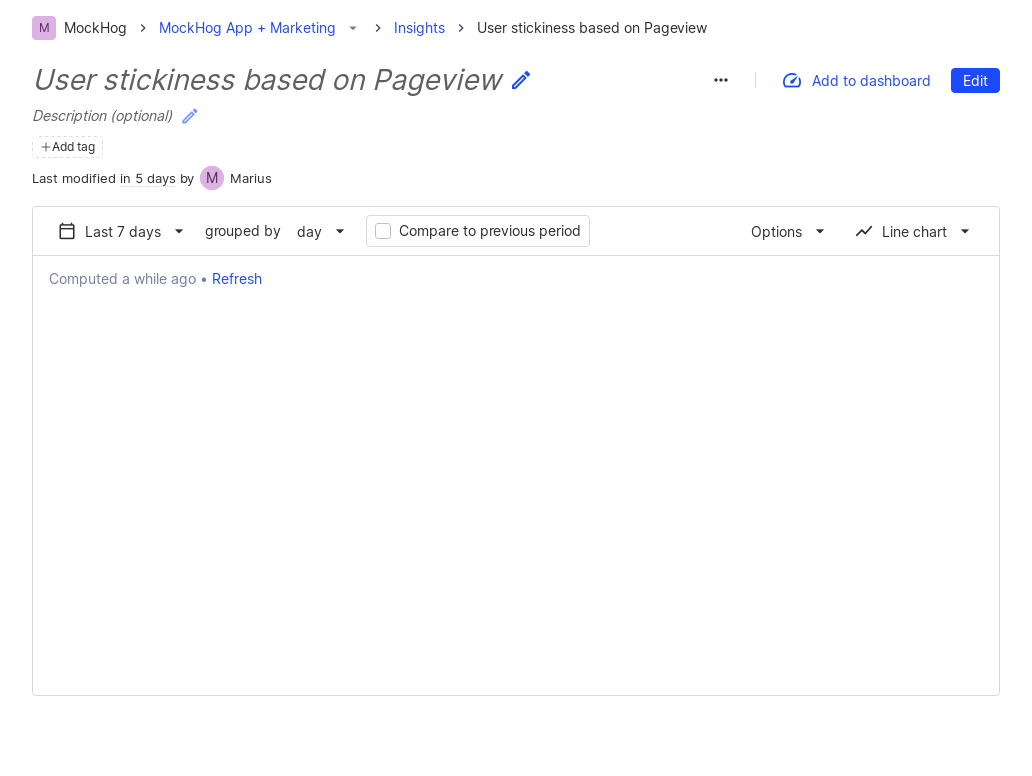 M MockHog MockHog App + Marketing Insights User stickiness based on Pageview
User stickiness based on Pageview Add to dashboard Edit
Description (optional)
Add tag
Last modified in 5 days by M Marius
Last 7 days grouped by day Compare to previous period Options Line chart
Computed a while ago • Refresh